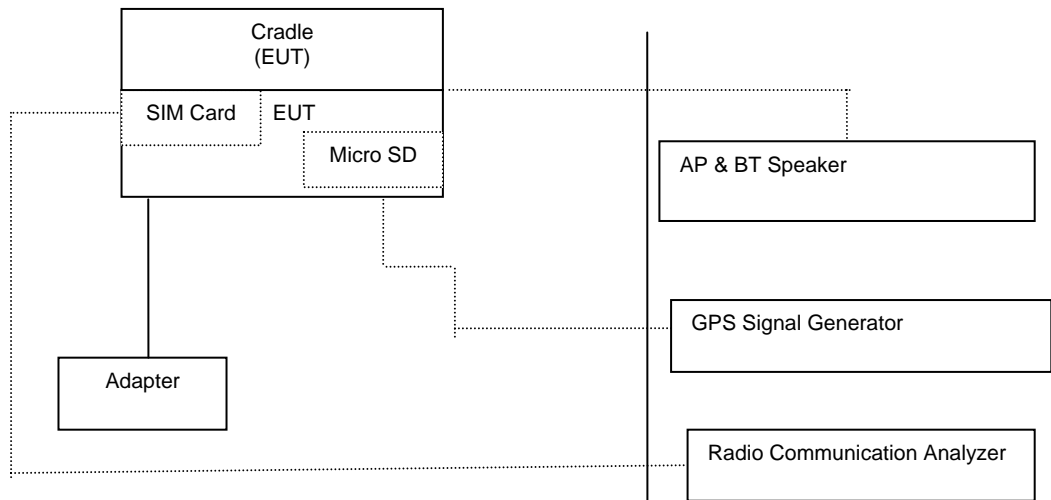 Cradle
(EUT)
SIM Card
EUT
Micro SD
AP & BT Speaker
GPS Signal Generator
Adapter
Radio Communication Analyzer